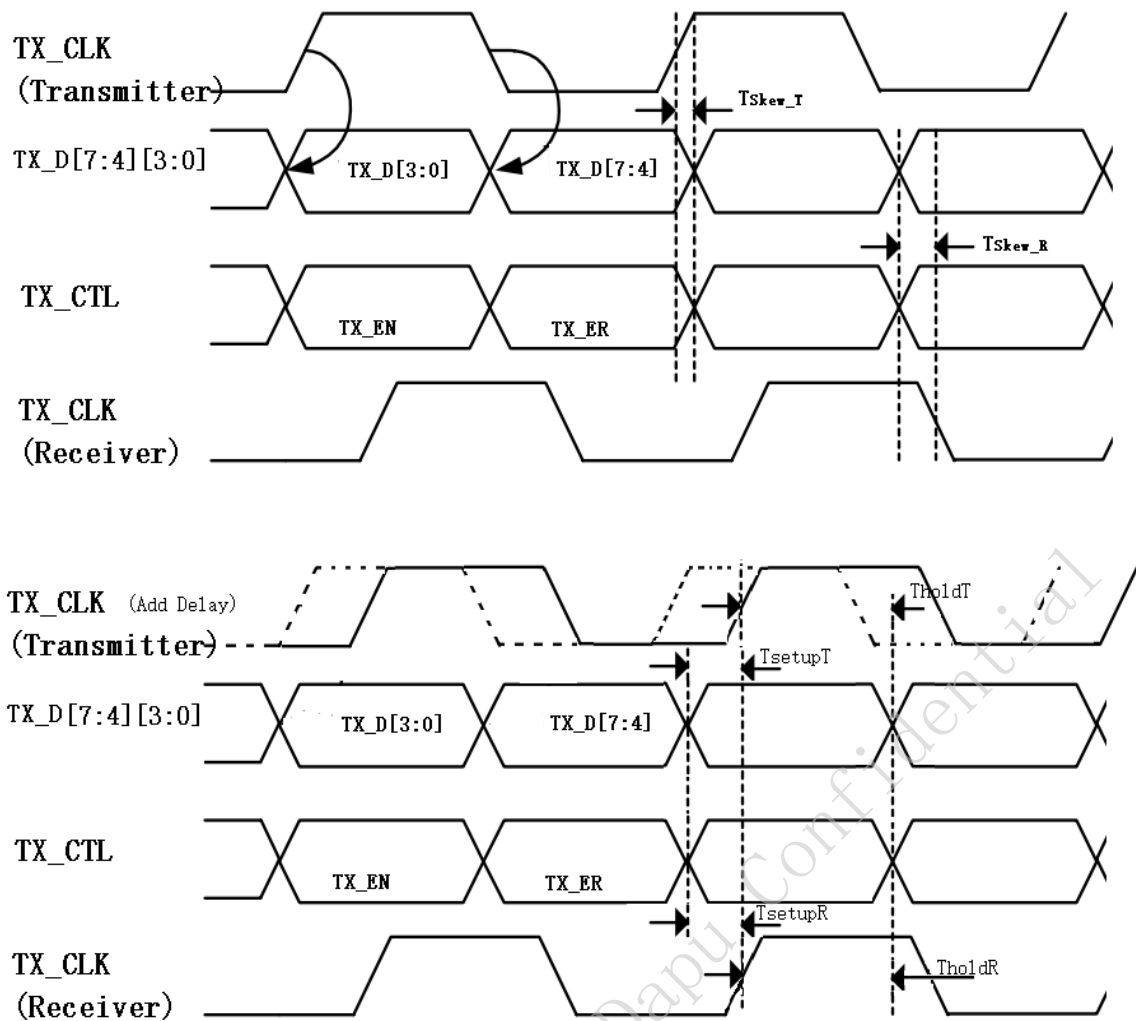 TX_CLK
(Transmitter)
Tskew_T
TX_D[7:4][3:0]
TX_D[3:0]
TX_D[7:4]
Tskew_R
TX_CTL
TX_EN
TX_ER
TX_CLK
(Receiver)
TX_CLK (Add Delay)
(Transmitter)
TholdT
TsetupT
TX_D[7:4][3:0]
TX_D[3:0]
TX_D[7:4]
TX_CTL
TX_EN
TX_ER
TsetupR
TX_CLK
(Receiver)
TholdR
Dapu Confidential